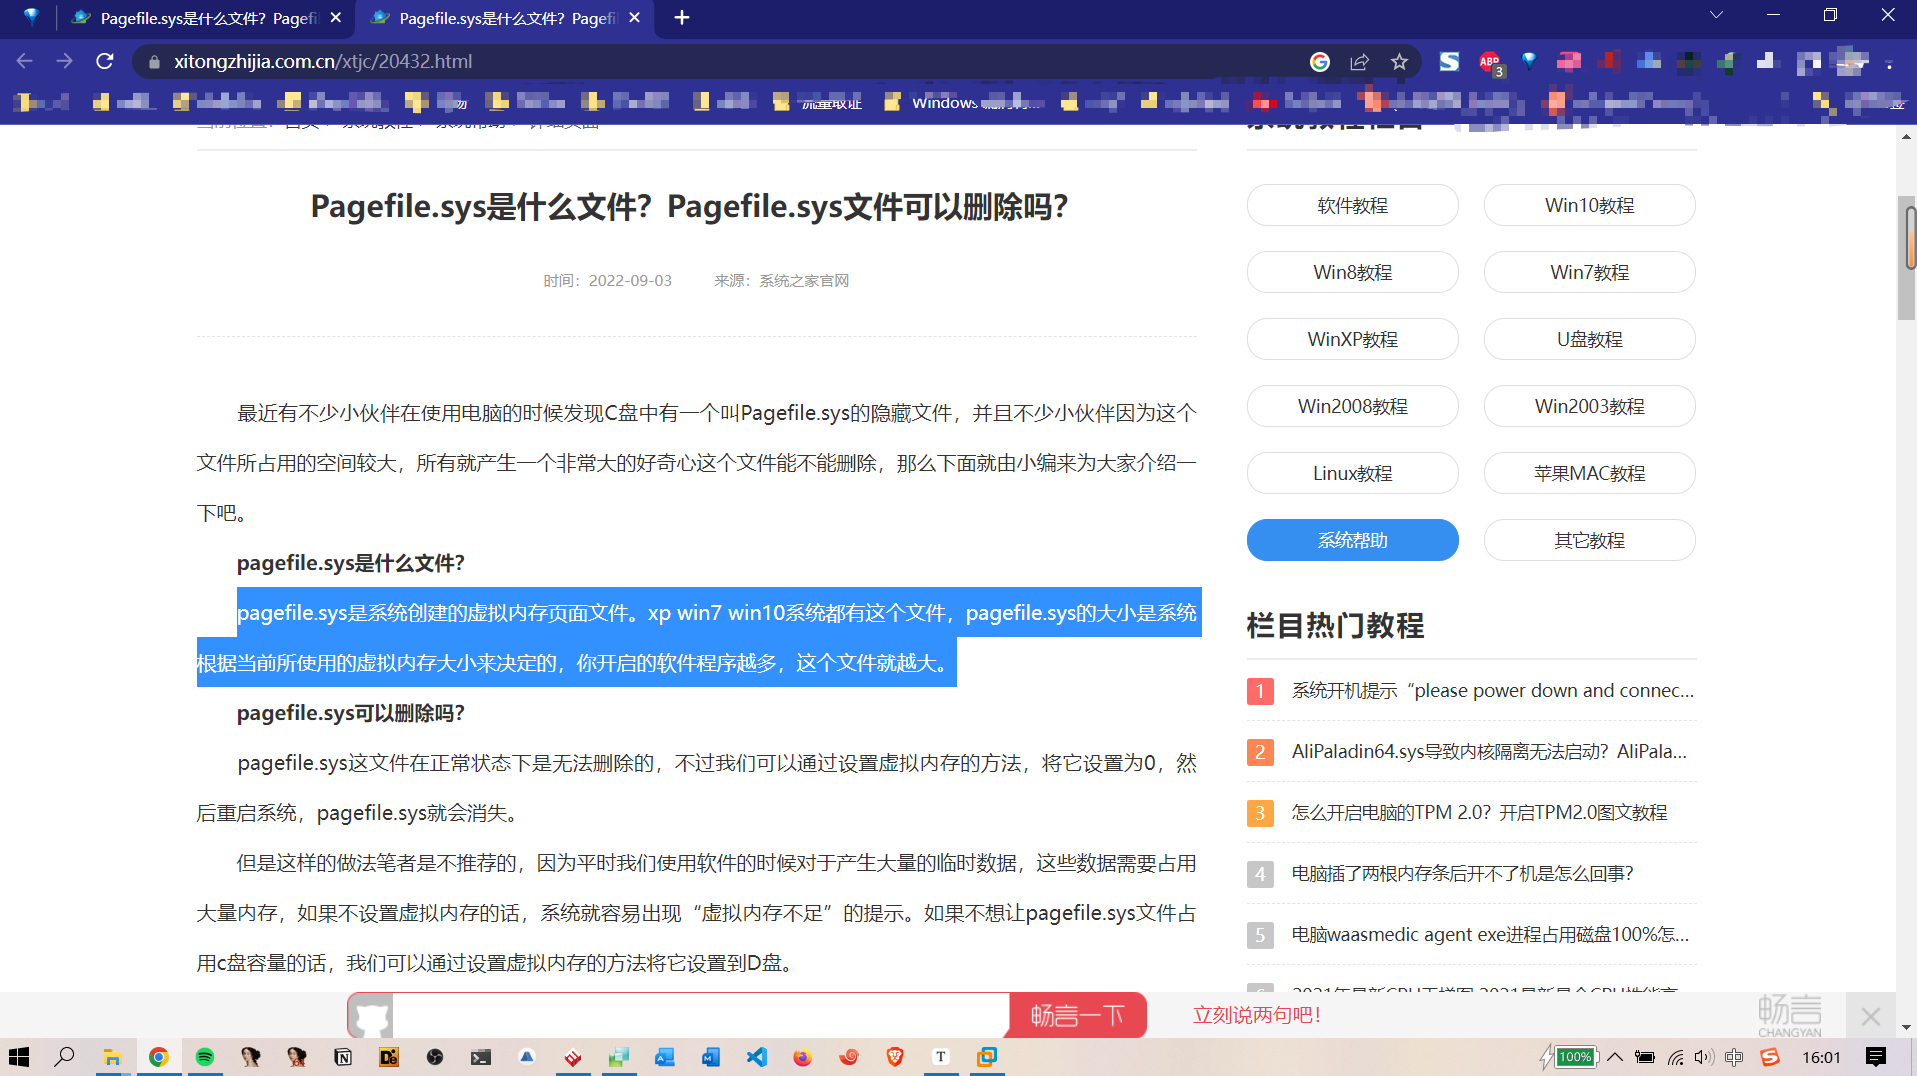 Pagefile.sys是什么文件？Pagefi
Pagefile.sys是什么文件？Pagefi
xitongzhijia.com.cn/xtjc/20432.html
ABP
3
流量取证
Windows
Pagefile.sys是什么文件？Pagefile.sys文件可以删除吗？
时间：2022-09-03 来源：系统之家官网
最近有不少小伙伴在使用电脑的时候发现C盘中有一个叫Pagefile.sys的隐藏文件，并且不少小伙伴因为这个
文件所占用的空间较大，所有就产生一个非常大的好奇心这个文件能不能删除，那么下面就由小编来为大家介绍一
下吧。
pagefile.sys是什么文件？
pagefile.sys是系统创建的虚拟内存页面文件。xp win7 win10系统都有这个文件，pagefile.sys的大小是系统
根据当前所使用的虚拟内存大小来决定的，你开启的软件程序越多，这个文件就越大。
pagefile.sys可以删除吗？
pagefile.sys这文件在正常状态下是无法删除的，不过我们可以通过设置虚拟内存的方法，将它设置为0，然
后重启系统，pagefile.sys就会消失。
但是这样的做法笔者是不推荐的，因为平时我们使用软件的时候对于产生大量的临时数据，这些数据需要占用
大量内存，如果不设置虚拟内存的话，系统就容易出现“虚拟内存不足”的提示。如果不想让pagefile.sys文件占
用c盘容量的话，我们可以通过设置虚拟内存的方法将它设置到D盘。
软件教程 Win10教程
Win8教程 Win7教程
WinXP教程 U盘教程
Win2008教程 Win2003教程
Linux教程 苹果MAC教程
系统帮助 其它教程
栏目热门教程
1 系统开机提示“please power down and connec...
2 AliPaladin64.sys导致内核隔离无法启动？AliPala...
3 怎么开启电脑的TPM 2.0？开启TPM2.0图文教程
4 电脑插了两根内存条后开不了机是怎么回事？
5 电脑waasmedic agent exe进程占用磁盘100%怎...
畅言一下
立刻说两句吧！
畅言
CHANGYAN
100%
中
16:01